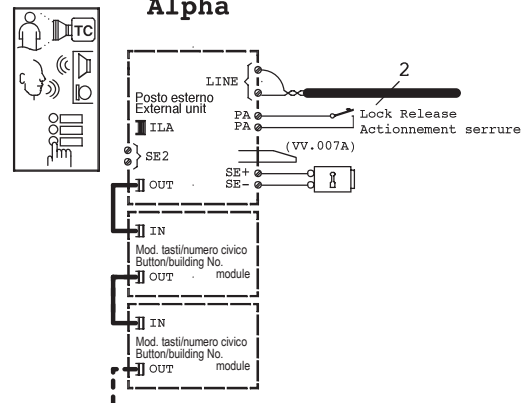 Alpha
TC
2
LINE
Posto esterno
External unit
ILA
PA
PA
Lock Release
Actionnement serrure
SE2
(VV.007A)
SE+
SE-
OUT
IN
Mod. tasti/numero civico
Button/building No.
module
OUT
IN
Mod. tasti/numero civico
Button/building No.
module
OUT